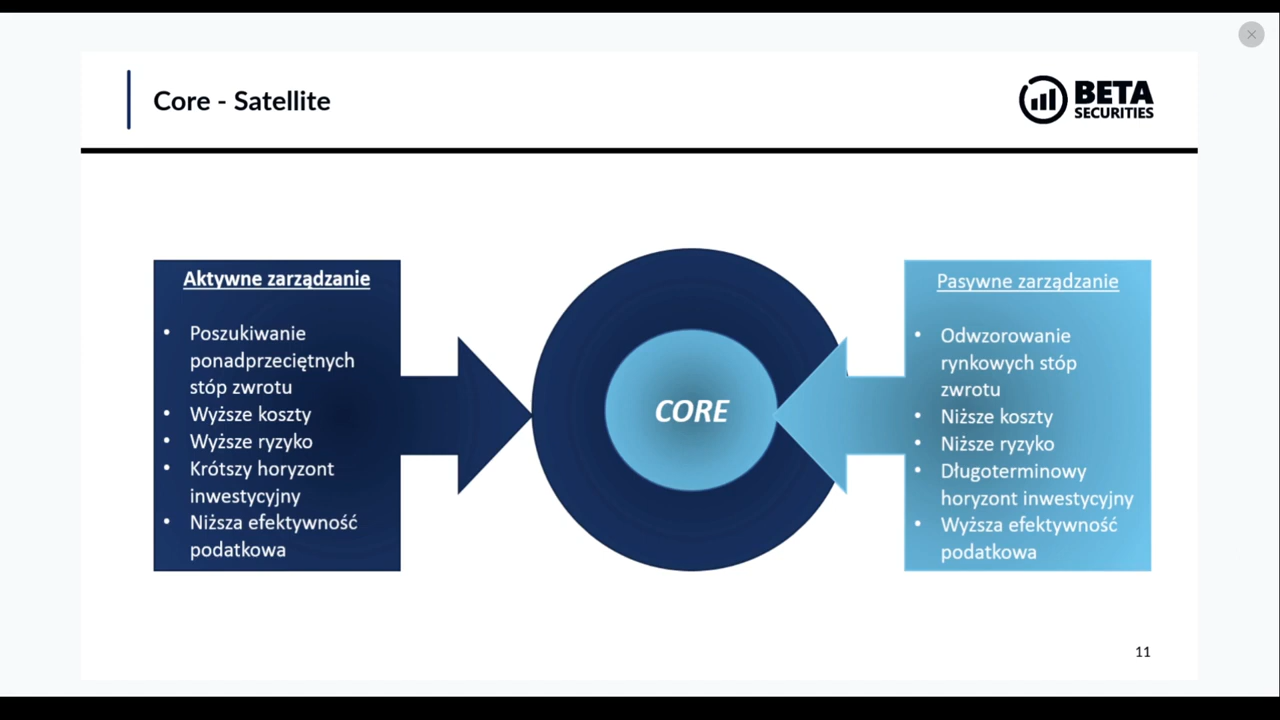 Core - Satellite
BETA
SECURITIES
Aktywne zarządzanie
• Poszukiwanie
ponadprzeciętnych
stóp zwrotu
• Wyższe koszty
• Wyższe ryzyko
• Krótszy horyzont
inwestycyjny
• Niższa efektywność
podatkowa
CORE
Pasywne zarządzanie
• Odwzorowanie
rynkowych stóp
zwrotu
• Niższe koszty
• Niższe ryzyko
• Długoterminowy
horyzont inwestycyjny
• Wyższa efektywność
podatkowa
11